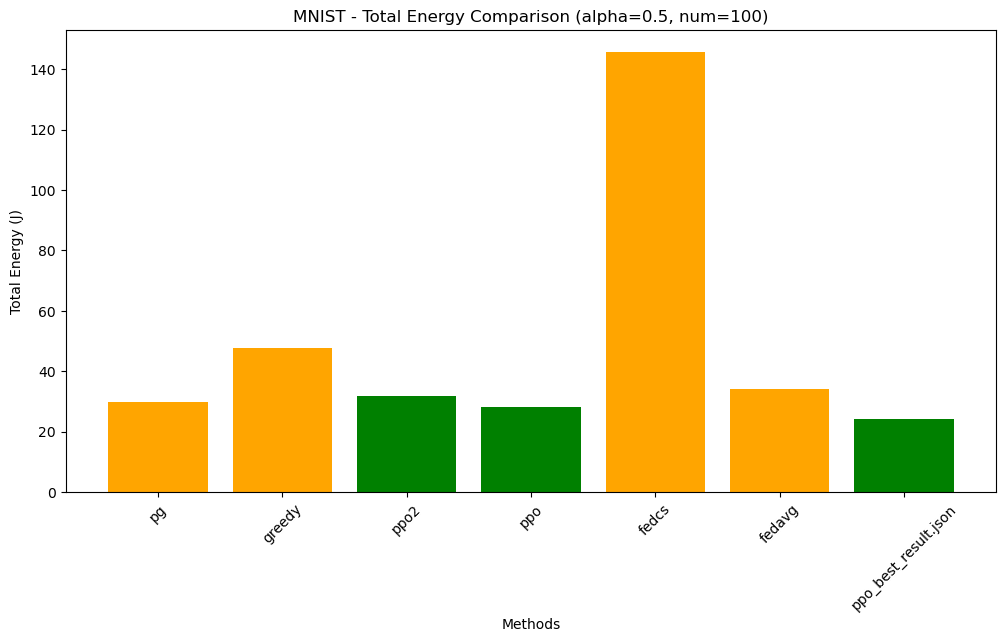 MNIST - Total Energy Comparison (alpha=0.5, num=100)
Total Energy (J)
140
120
100
80
60
40
20
0
pg
greedy
ppo2
ppo
fedcs
fedavg
ppo_best_result.json
Methods